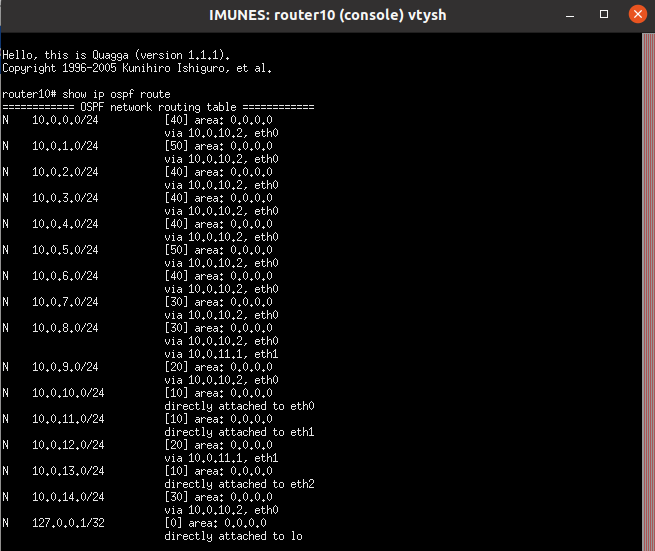 IMUNES: router10 (console) vtysh
Hello, this is Quagga (version 1.1.1).
Copyright 1996-2005 Kunihiro Ishiguro, et al.
router10# show ip ospf route
============ OSPF network routing table ============
N    10.0.0.0/24           [40] area: 0.0.0.0
                           via 10.0.10.2, eth0
N    10.0.1.0/24           [50] area: 0.0.0.0
                           via 10.0.10.2, eth0
N    10.0.2.0/24           [40] area: 0.0.0.0
                           via 10.0.10.2, eth0
N    10.0.3.0/24           [40] area: 0.0.0.0
                           via 10.0.10.2, eth0
N    10.0.4.0/24           [40] area: 0.0.0.0
                           via 10.0.10.2, eth0
N    10.0.5.0/24           [50] area: 0.0.0.0
                           via 10.0.10.2, eth0
N    10.0.6.0/24           [40] area: 0.0.0.0
                           via 10.0.10.2, eth0
N    10.0.7.0/24           [30] area: 0.0.0.0
                           via 10.0.10.2, eth0
N    10.0.8.0/24           [30] area: 0.0.0.0
                           via 10.0.10.2, eth0
                           via 10.0.11.1, eth1
N    10.0.9.0/24           [20] area: 0.0.0.0
                           via 10.0.10.2, eth0
N    10.0.10.0/24          [10] area: 0.0.0.0
                           directly attached to eth0
N    10.0.11.0/24          [10] area: 0.0.0.0
                           directly attached to eth1
N    10.0.12.0/24          [20] area: 0.0.0.0
                           via 10.0.11.1, eth1
N    10.0.13.0/24          [10] area: 0.0.0.0
                           directly attached to eth2
N    10.0.14.0/24          [30] area: 0.0.0.0
                           via 10.0.10.2, eth0
N    127.0.0.1/32          [0] area: 0.0.0.0
                           directly attached to lo